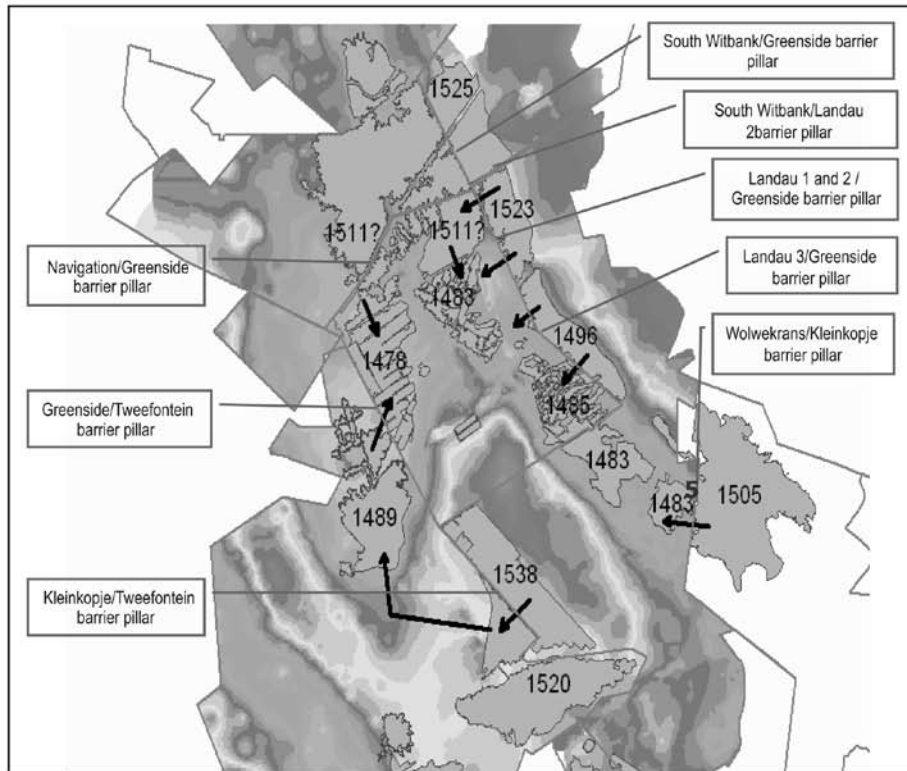 South Witbank/Greenside barrier
pillar
1525
South Witbank/Landau
2barrier pillar
Landau 1 and 2 /
Greenside barrier pillar
1523
1511?
1511?
Navigation/Greenside
barrier pillar
Landau 3/Greenside
barrier pillar
1483
1496
1478
Wolwekrans/Kleinkopje
barrier pillar
Greenside/Tweefontein
barrier pillar
1485
1483
1483
5
1505
1489
1538
Kleinkopje/Tweefontein
barrier pillar
1520